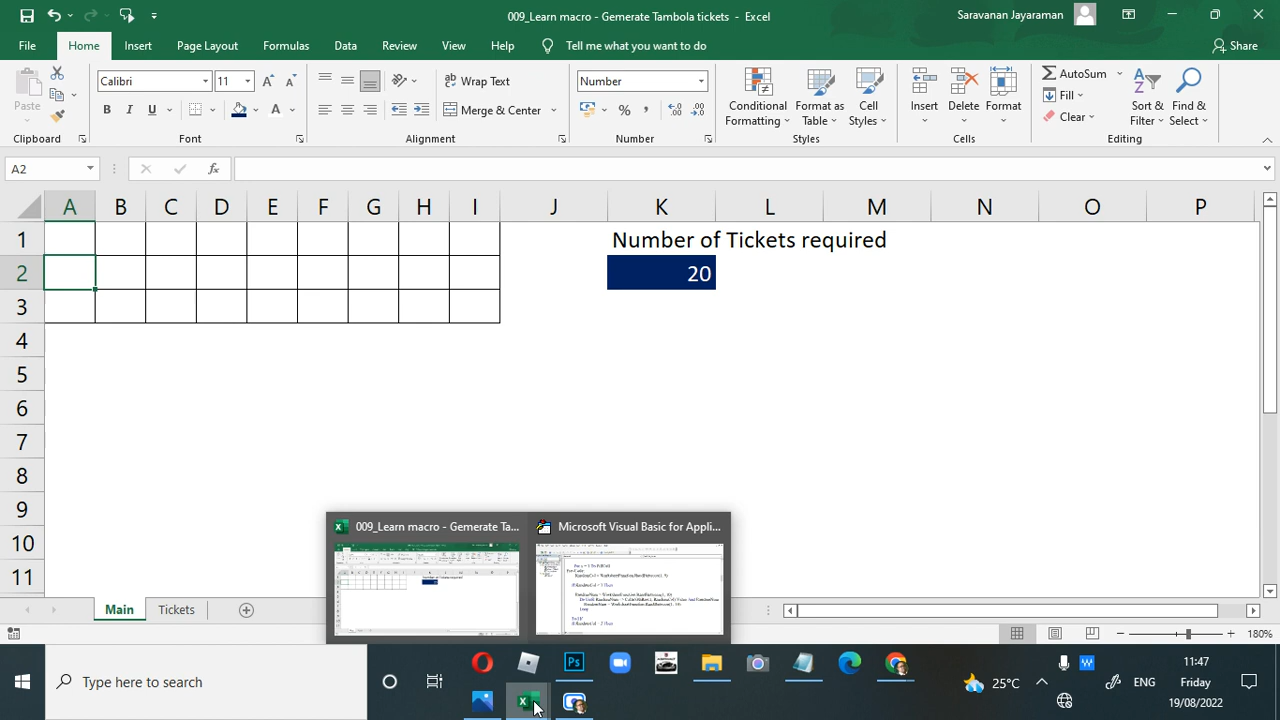 009_Learn macro - Gemerate Tambola tickets - Excel
Saravanan Jayaraman
File Home Insert Page Layout Formulas Data Review View Help Tell me what you want to do Share
Paste
Calibri 11
Wrap Text
Number
Conditional Formatting
Format as Table
Cell Styles
Insert Delete Format
AutoSum
Fill
Clear
Sort & Filter
Find & Select
B I U
Merge & Center
Clipboard Font Alignment Number Styles Cells Editing
A2
fx
A B C D E F G H I J K L M N O P
1 Number of Tickets required
2 20
3
4
5
6
7
8
9
10
11
009_Learn macro - Gemerate Ta...
Microsoft Visual Basic for Appli...
Main Tickets
180%
Type here to search
25°C
ENG
11:47
Friday
19/08/2022